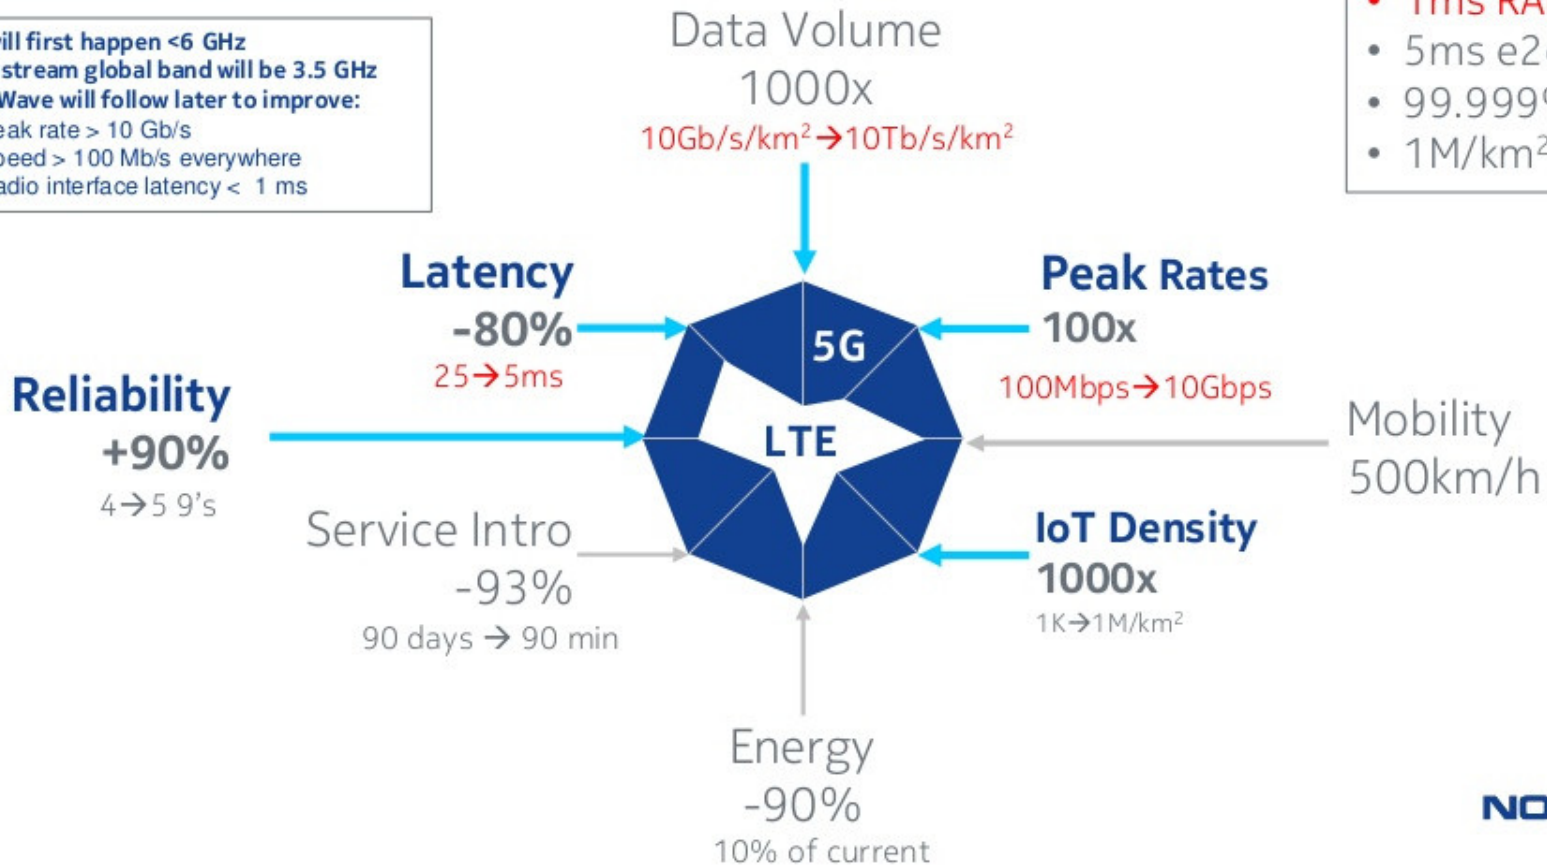 ill first happen <6 GHz
stream global band will be 3.5 GHz
Wave will follow later to improve:
eak rate > 10 Gb/s
peed > 100 Mb/s everywhere
adio interface latency < 1 ms
Data Volume
1000x
10Gb/s/km²→10Tb/s/km²
• 1ms RA
• 5ms e2
• 99.999
• 1M/km²
Latency
-80%
25→5ms
Peak Rates
100x
100Mbps→10Gbps
5G
LTE
Reliability
+90%
4→5 9's
Mobility
500km/h
Service Intro
-93%
90 days → 90 min
IoT Density
1000x
1K→1M/km²
Energy
-90%
10% of current
NO